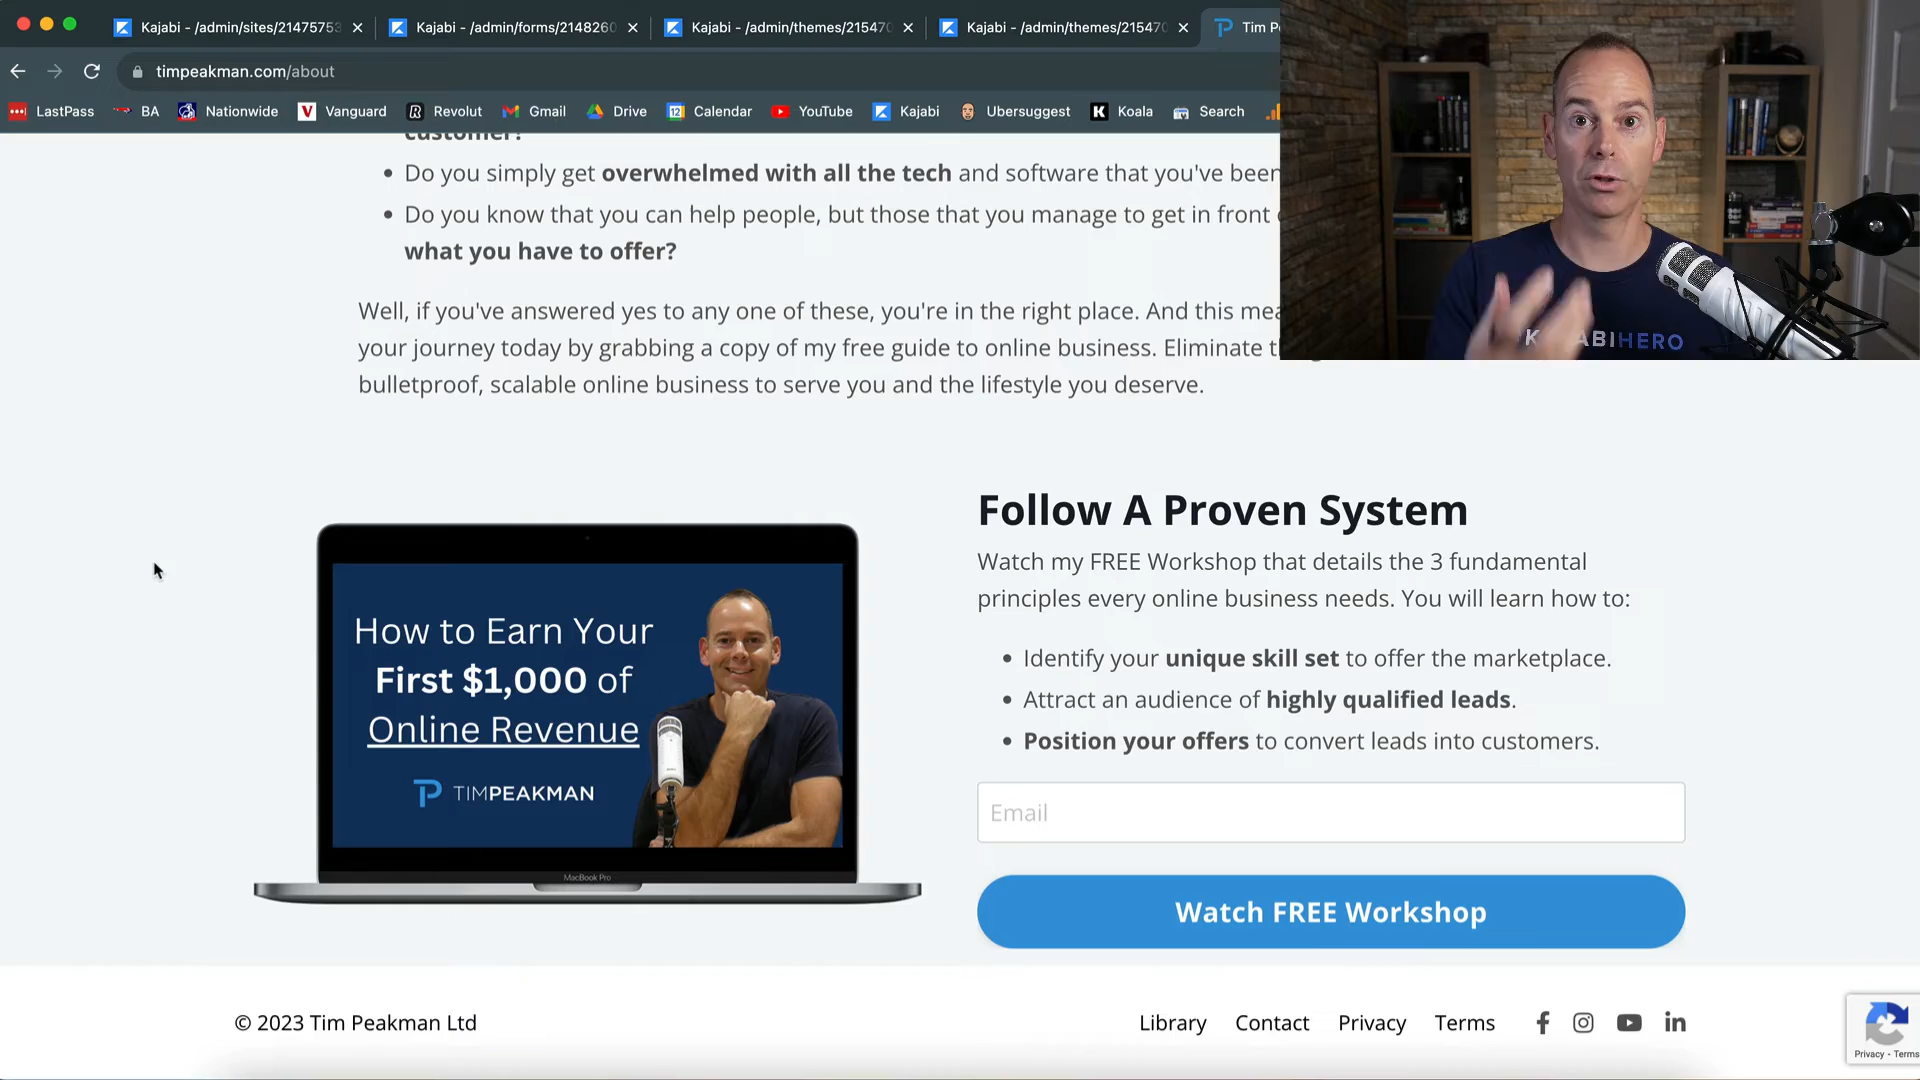 Kajabi - /admin/sites/21475753
Kajabi - /admin/forms/2148260
Kajabi - /admin/themes/215470
Kajabi - /admin/themes/215470
Tim P
timpeakman.com/about
LastPass
BA
Nationwide
Vanguard
Revolut
Gmail
Drive
12
Calendar
YouTube
Kajabi
Ubersuggest
Koala
Search
customer?
Do you simply get overwhelmed with all the tech and software that you've been
Do you know that you can help people, but those that you manage to get in front
what you have to offer?
Well, if you've answered yes to any one of these, you're in the right place. And this
your journey today by grabbing a copy of my free guide to online business. Eliminate
bulletproof, scalable online business to serve you and the lifestyle you deserve.
KAJABIHERO
How to Earn Your
First $1,000 of
Online Revenue
TIMPEAKMAN
MacBook Pro
Follow A Proven System
Watch my FREE Workshop that details the 3 fundamental
principles every online business needs. You will learn how to:
Identify your unique skill set to offer the marketplace.
Attract an audience of highly qualified leads.
Position your offers to convert leads into customers.
Email
Watch FREE Workshop
© 2023 Tim Peakman Ltd
Library
Contact
Privacy
Terms
Privacy - Terms